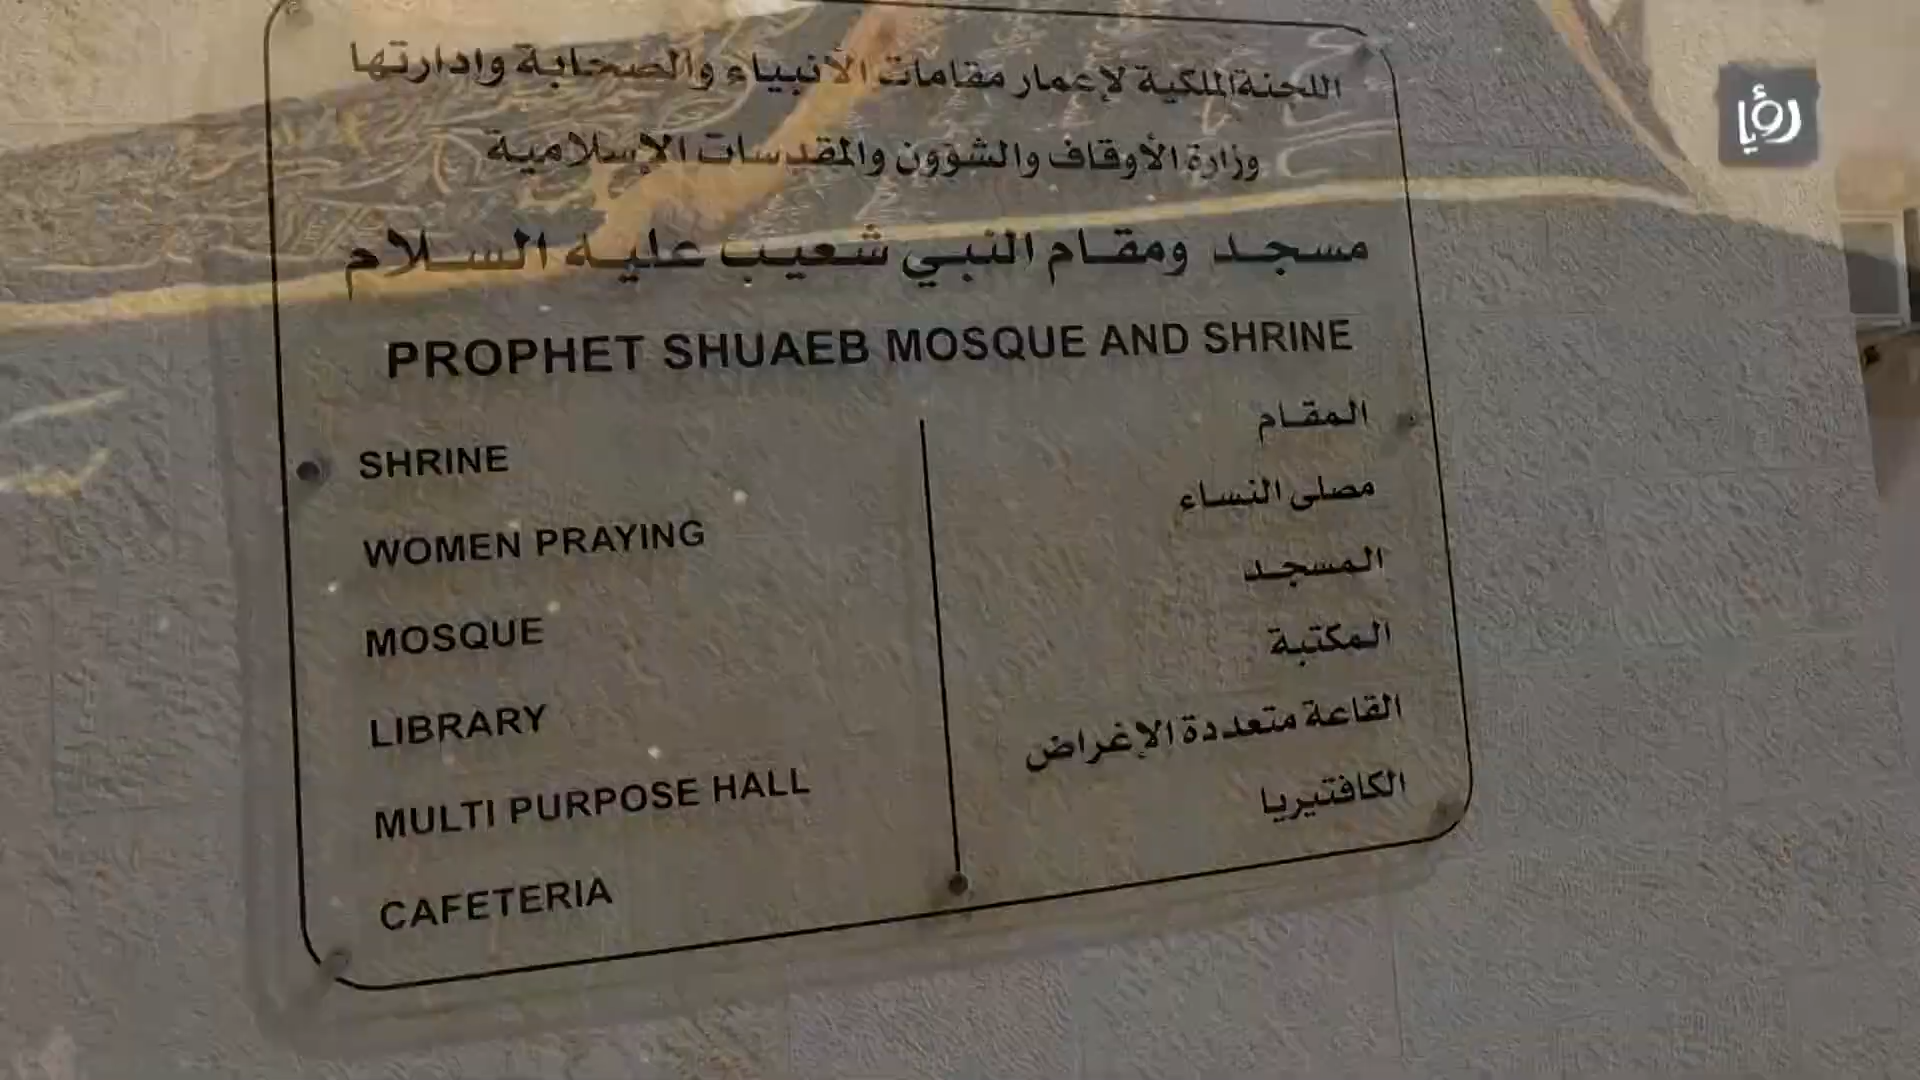 اللجنة الملكية لإعمار مقامات الأنبياء والصحابة وادارتها
وزارة الأوقاف والشؤون والمقدسات الإسلامية
مسجد ومقام النبي شعيب عليه السلام
PROPHET SHUAEB MOSQUE AND SHRINE
SHRINE
المقام
WOMEN PRAYING
مصلى النساء
MOSQUE
المسجد
LIBRARY
المكتبة
MULTI PURPOSE HALL
القاعة متعددة الإغراض
CAFETERIA
الكافتيريا
رؤيا